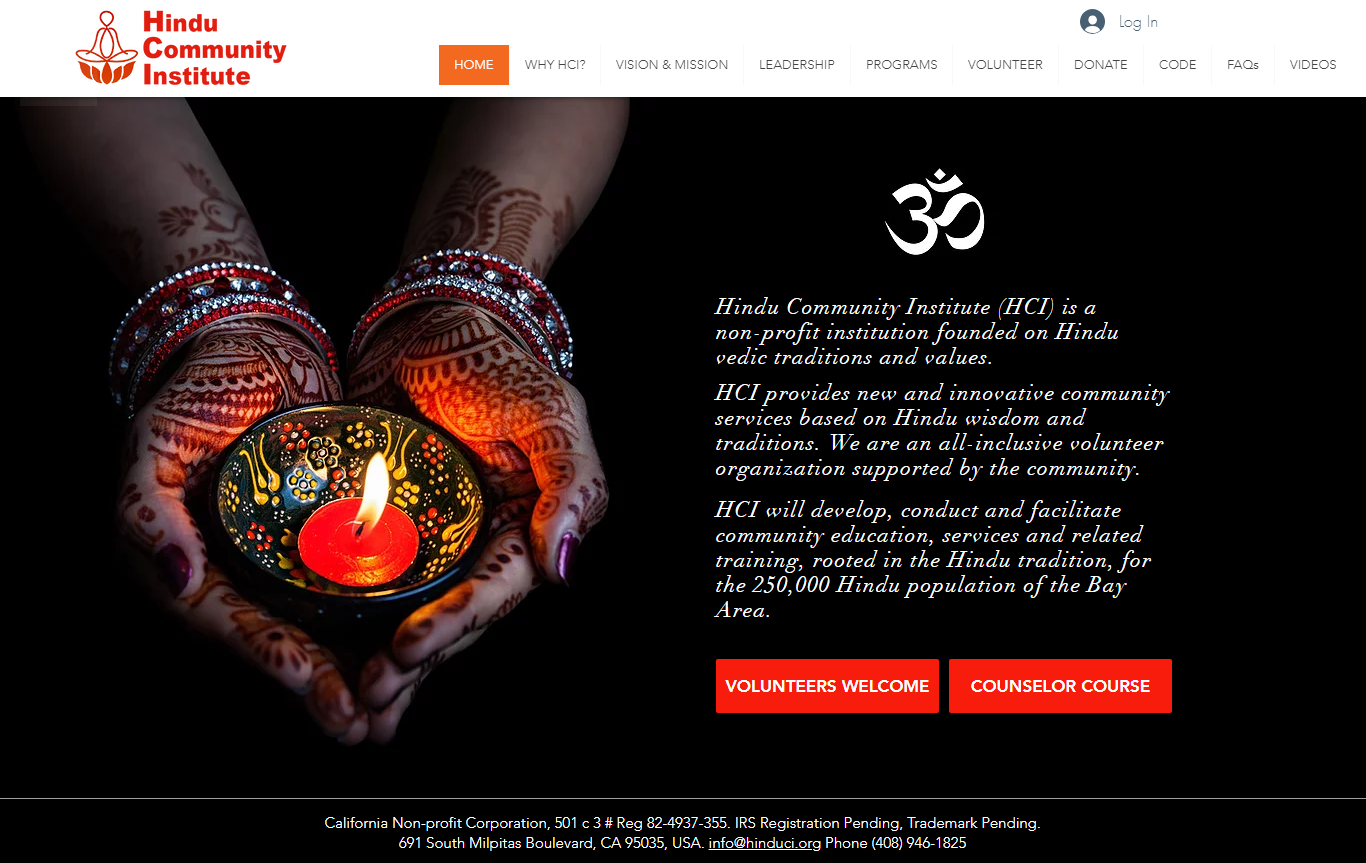 Hindu
Community
Institute
Log In
HOME
WHY HCI?
VISION & MISSION
LEADERSHIP
PROGRAMS
VOLUNTEER
DONATE
CODE
FAQs
VIDEOS
ॐ
Hindu Community Institute (HCI) is a
non-profit institution founded on Hindu
vedic traditions and values.
HCI provides new and innovative community
services based on Hindu wisdom and
traditions. We are an all-inclusive volunteer
organization supported by the community.
HCI will develop, conduct and facilitate
community education, services and related
training, rooted in the Hindu tradition, for
the 250,000 Hindu population of the Bay
Area.
VOLUNTEERS WELCOME
COUNSELOR COURSE
California Non-profit Corporation, 501 c 3 # Reg 82-4937-355. IRS Registration Pending, Trademark Pending.
691 South Milpitas Boulevard, CA 95035, USA. info@hinduci.org Phone (408) 946-1825